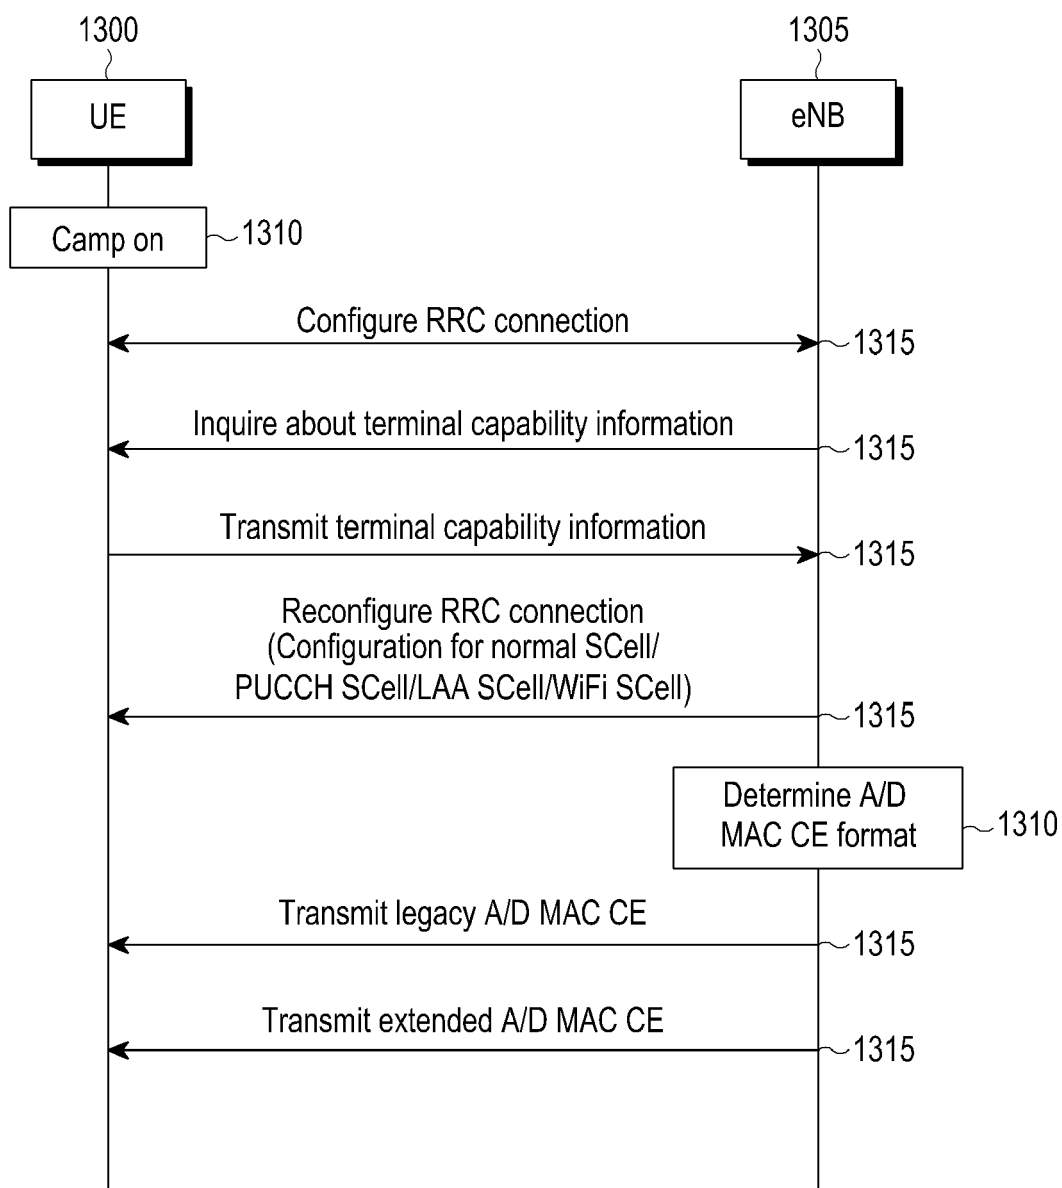 1300
1305
UE
eNB
Camp on
1310
Configure RRC connection
1315
Inquire about terminal capability information
1315
Transmit terminal capability information
1315
Reconfigure RRC connection
(Configuration for normal SCell/
PUCCH SCell/LAA SCell/WiFi SCell)
1315
Determine A/D
MAC CE format
1310
Transmit legacy A/D MAC CE
1315
Transmit extended A/D MAC CE
1315